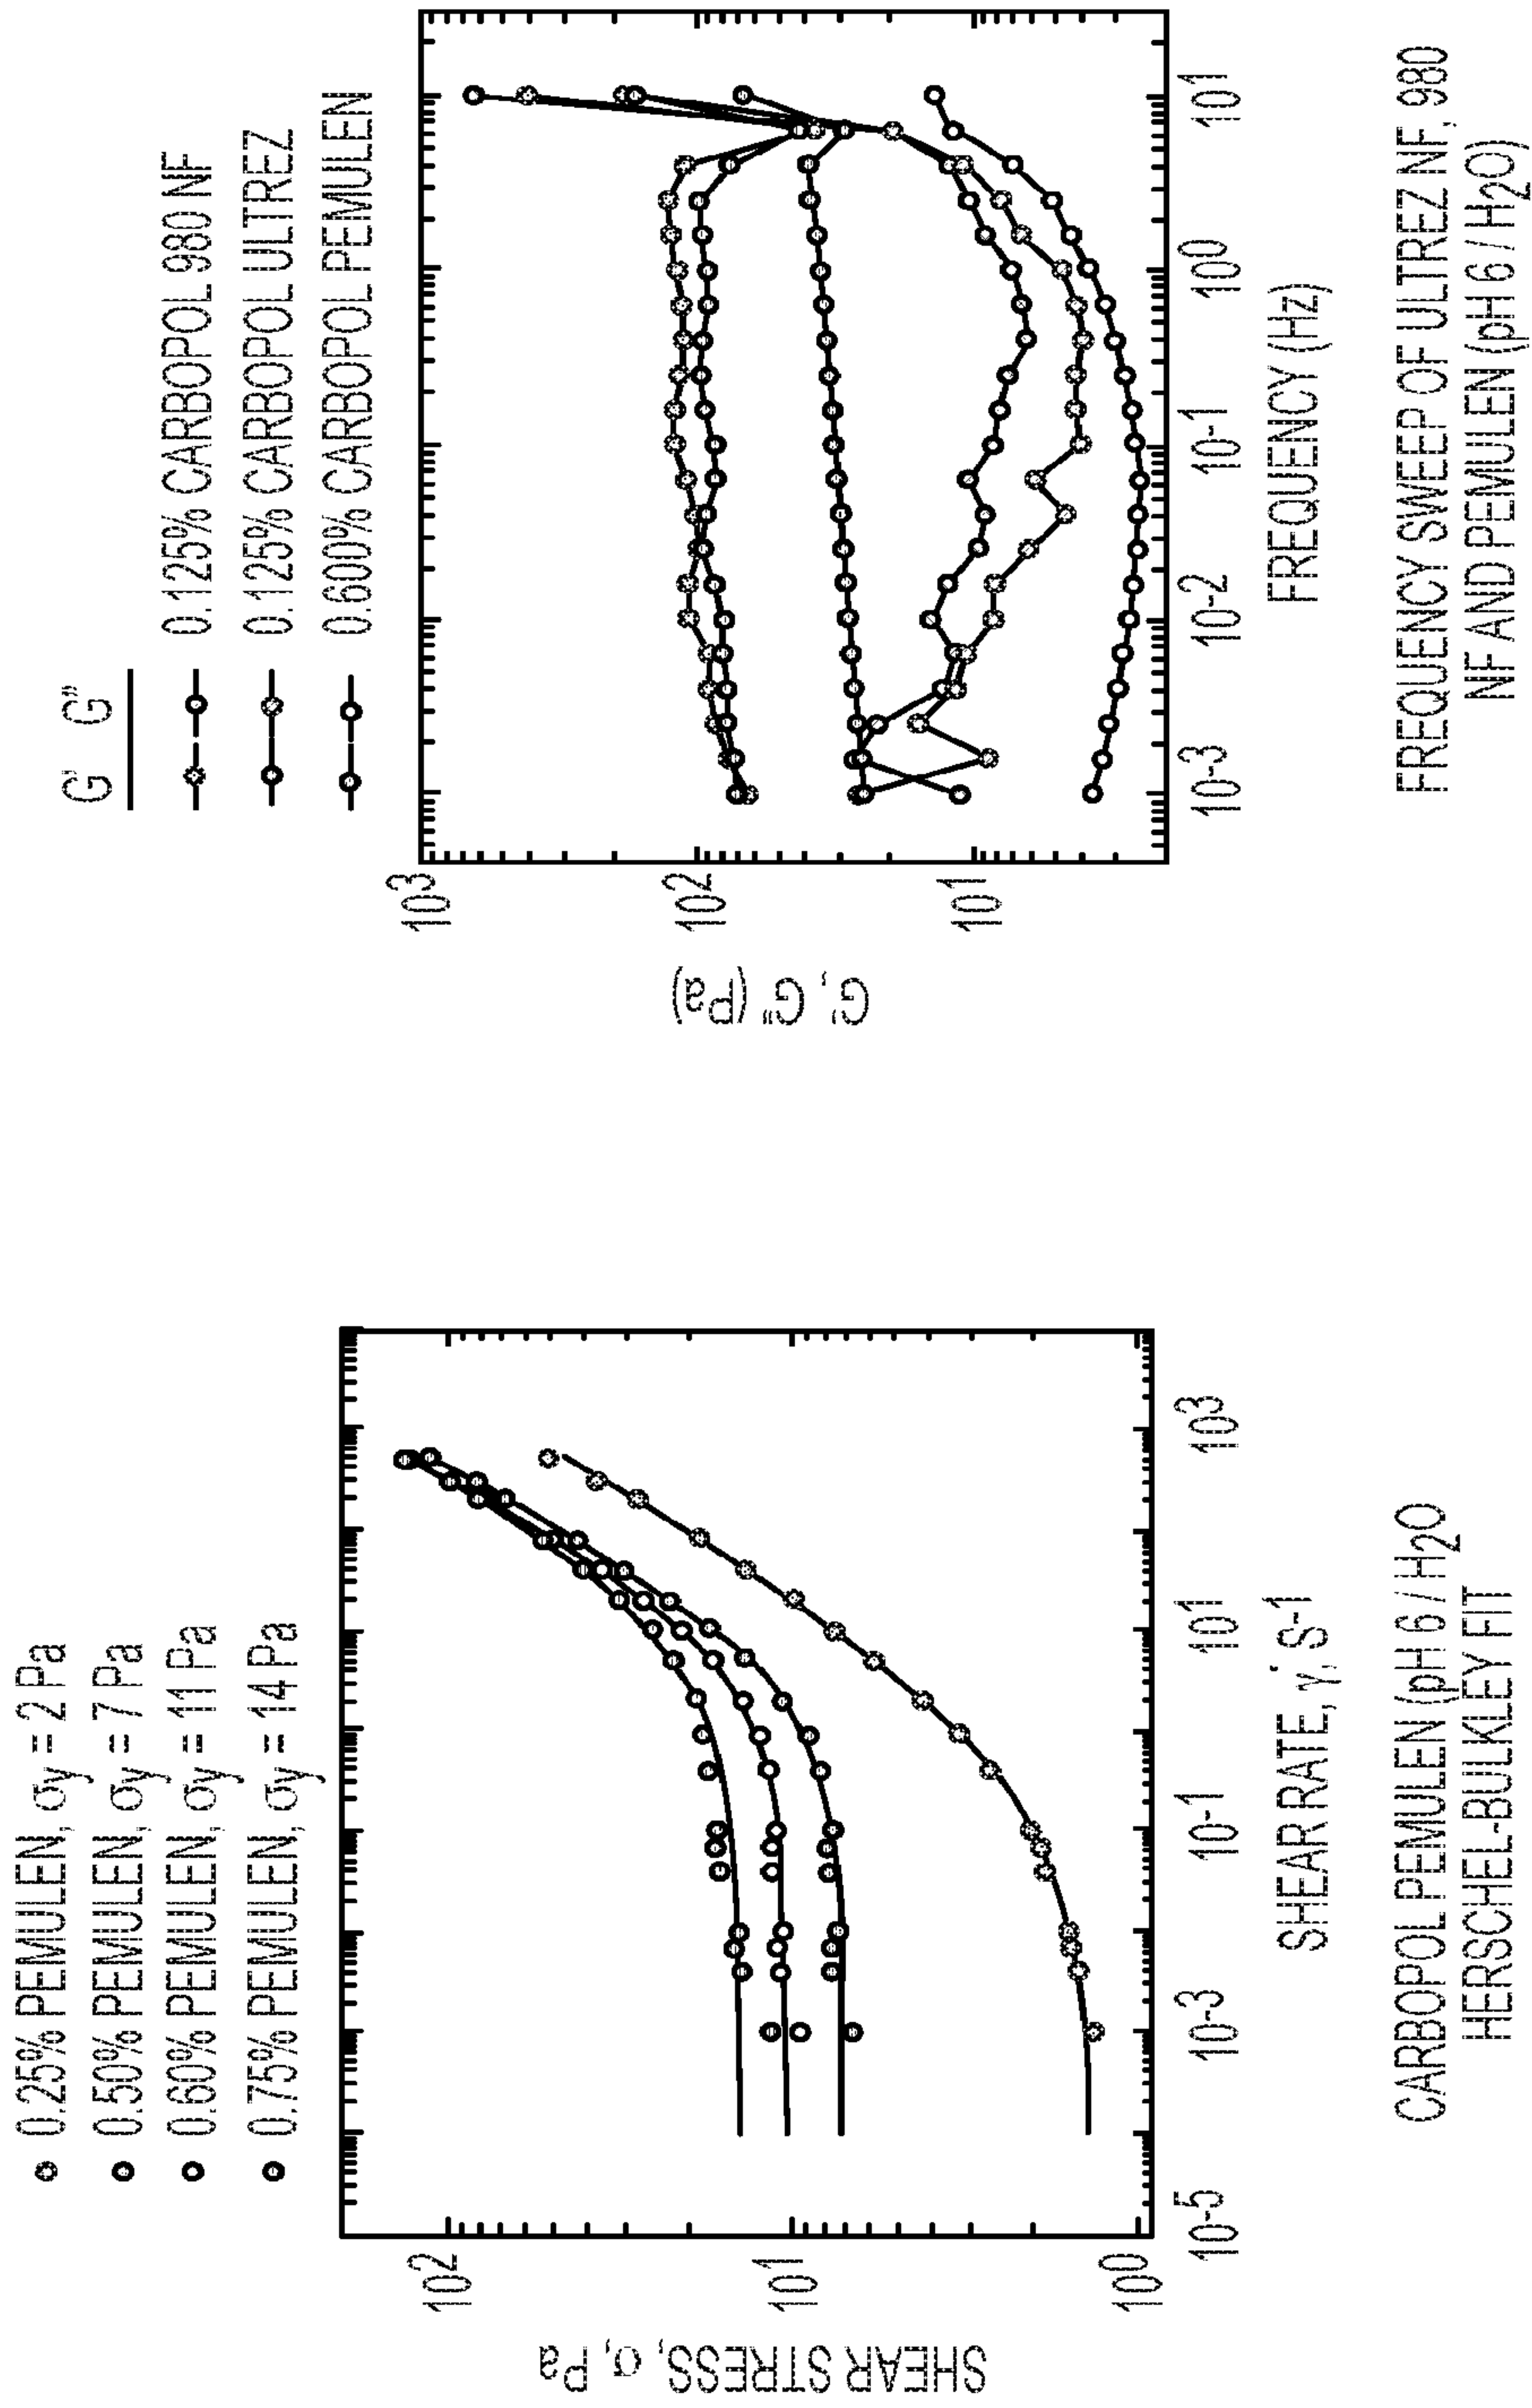 0.25% PEMULEN, σy = 2 Pa
0.50% PEMULEN, σy = 7 Pa
0.60% PEMULEN, σy = 11 Pa
0.75% PEMULEN, σy = 14 Pa
SHEAR STRESS, σ, Pa
10²
10¹
10⁰
10-5
10-3
10-1
10¹
10³
SHEAR RATE, γ̇, S-1
CARBOPOL PEMULEN (pH 6 / H₂O
HERSCHEL-BULKLEY FIT
G' G"
0.125% CARBOPOL 980 NF
0.125% CARBOPOL ULTREZ
0.600% CARBOPOL PEMULEN
G', G" (Pa)
10³
10²
10¹
10-3
10-2
10-1
10⁰
10¹
FREQUENCY (Hz)
FREQUENCY SWEEP OF ULTREZ NF, 980
NF AND PEMULEN (pH 6 / H₂O)